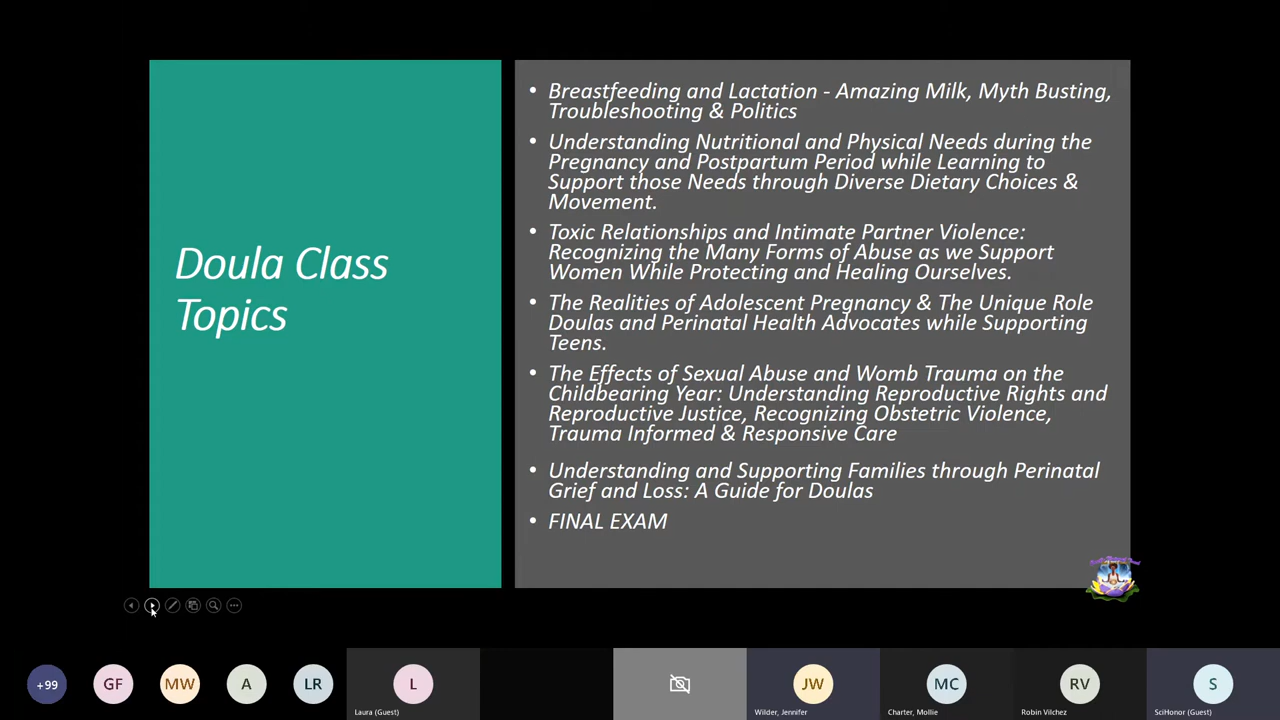 Doula Class
Topics
• Breastfeeding and Lactation - Amazing Milk, Myth Busting,
Troubleshooting & Politics
• Understanding Nutritional and Physical Needs during the
Pregnancy and Postpartum Period while Learning to
Support those Needs through Diverse Dietary Choices &
Movement.
• Toxic Relationships and Intimate Partner Violence:
Recognizing the Many Forms of Abuse as we Support
Women While Protecting and Healing Ourselves.
• The Realities of Adolescent Pregnancy & The Unique Role
Doulas and Perinatal Health Advocates while Supporting
Teens.
• The Effects of Sexual Abuse and Womb Trauma on the
Childbearing Year: Understanding Reproductive Rights and
Reproductive Justice, Recognizing Obstetric Violence,
Trauma Informed & Responsive Care
• Understanding and Supporting Families through Perinatal
Grief and Loss: A Guide for Doulas
• FINAL EXAM
+99
GF
MW
A
LR
L
Laura (Guest)
JW
Wilder, Jennifer
MC
Charter, Mollie
RV
Robin Vilchez
S
SciHonor (Guest)